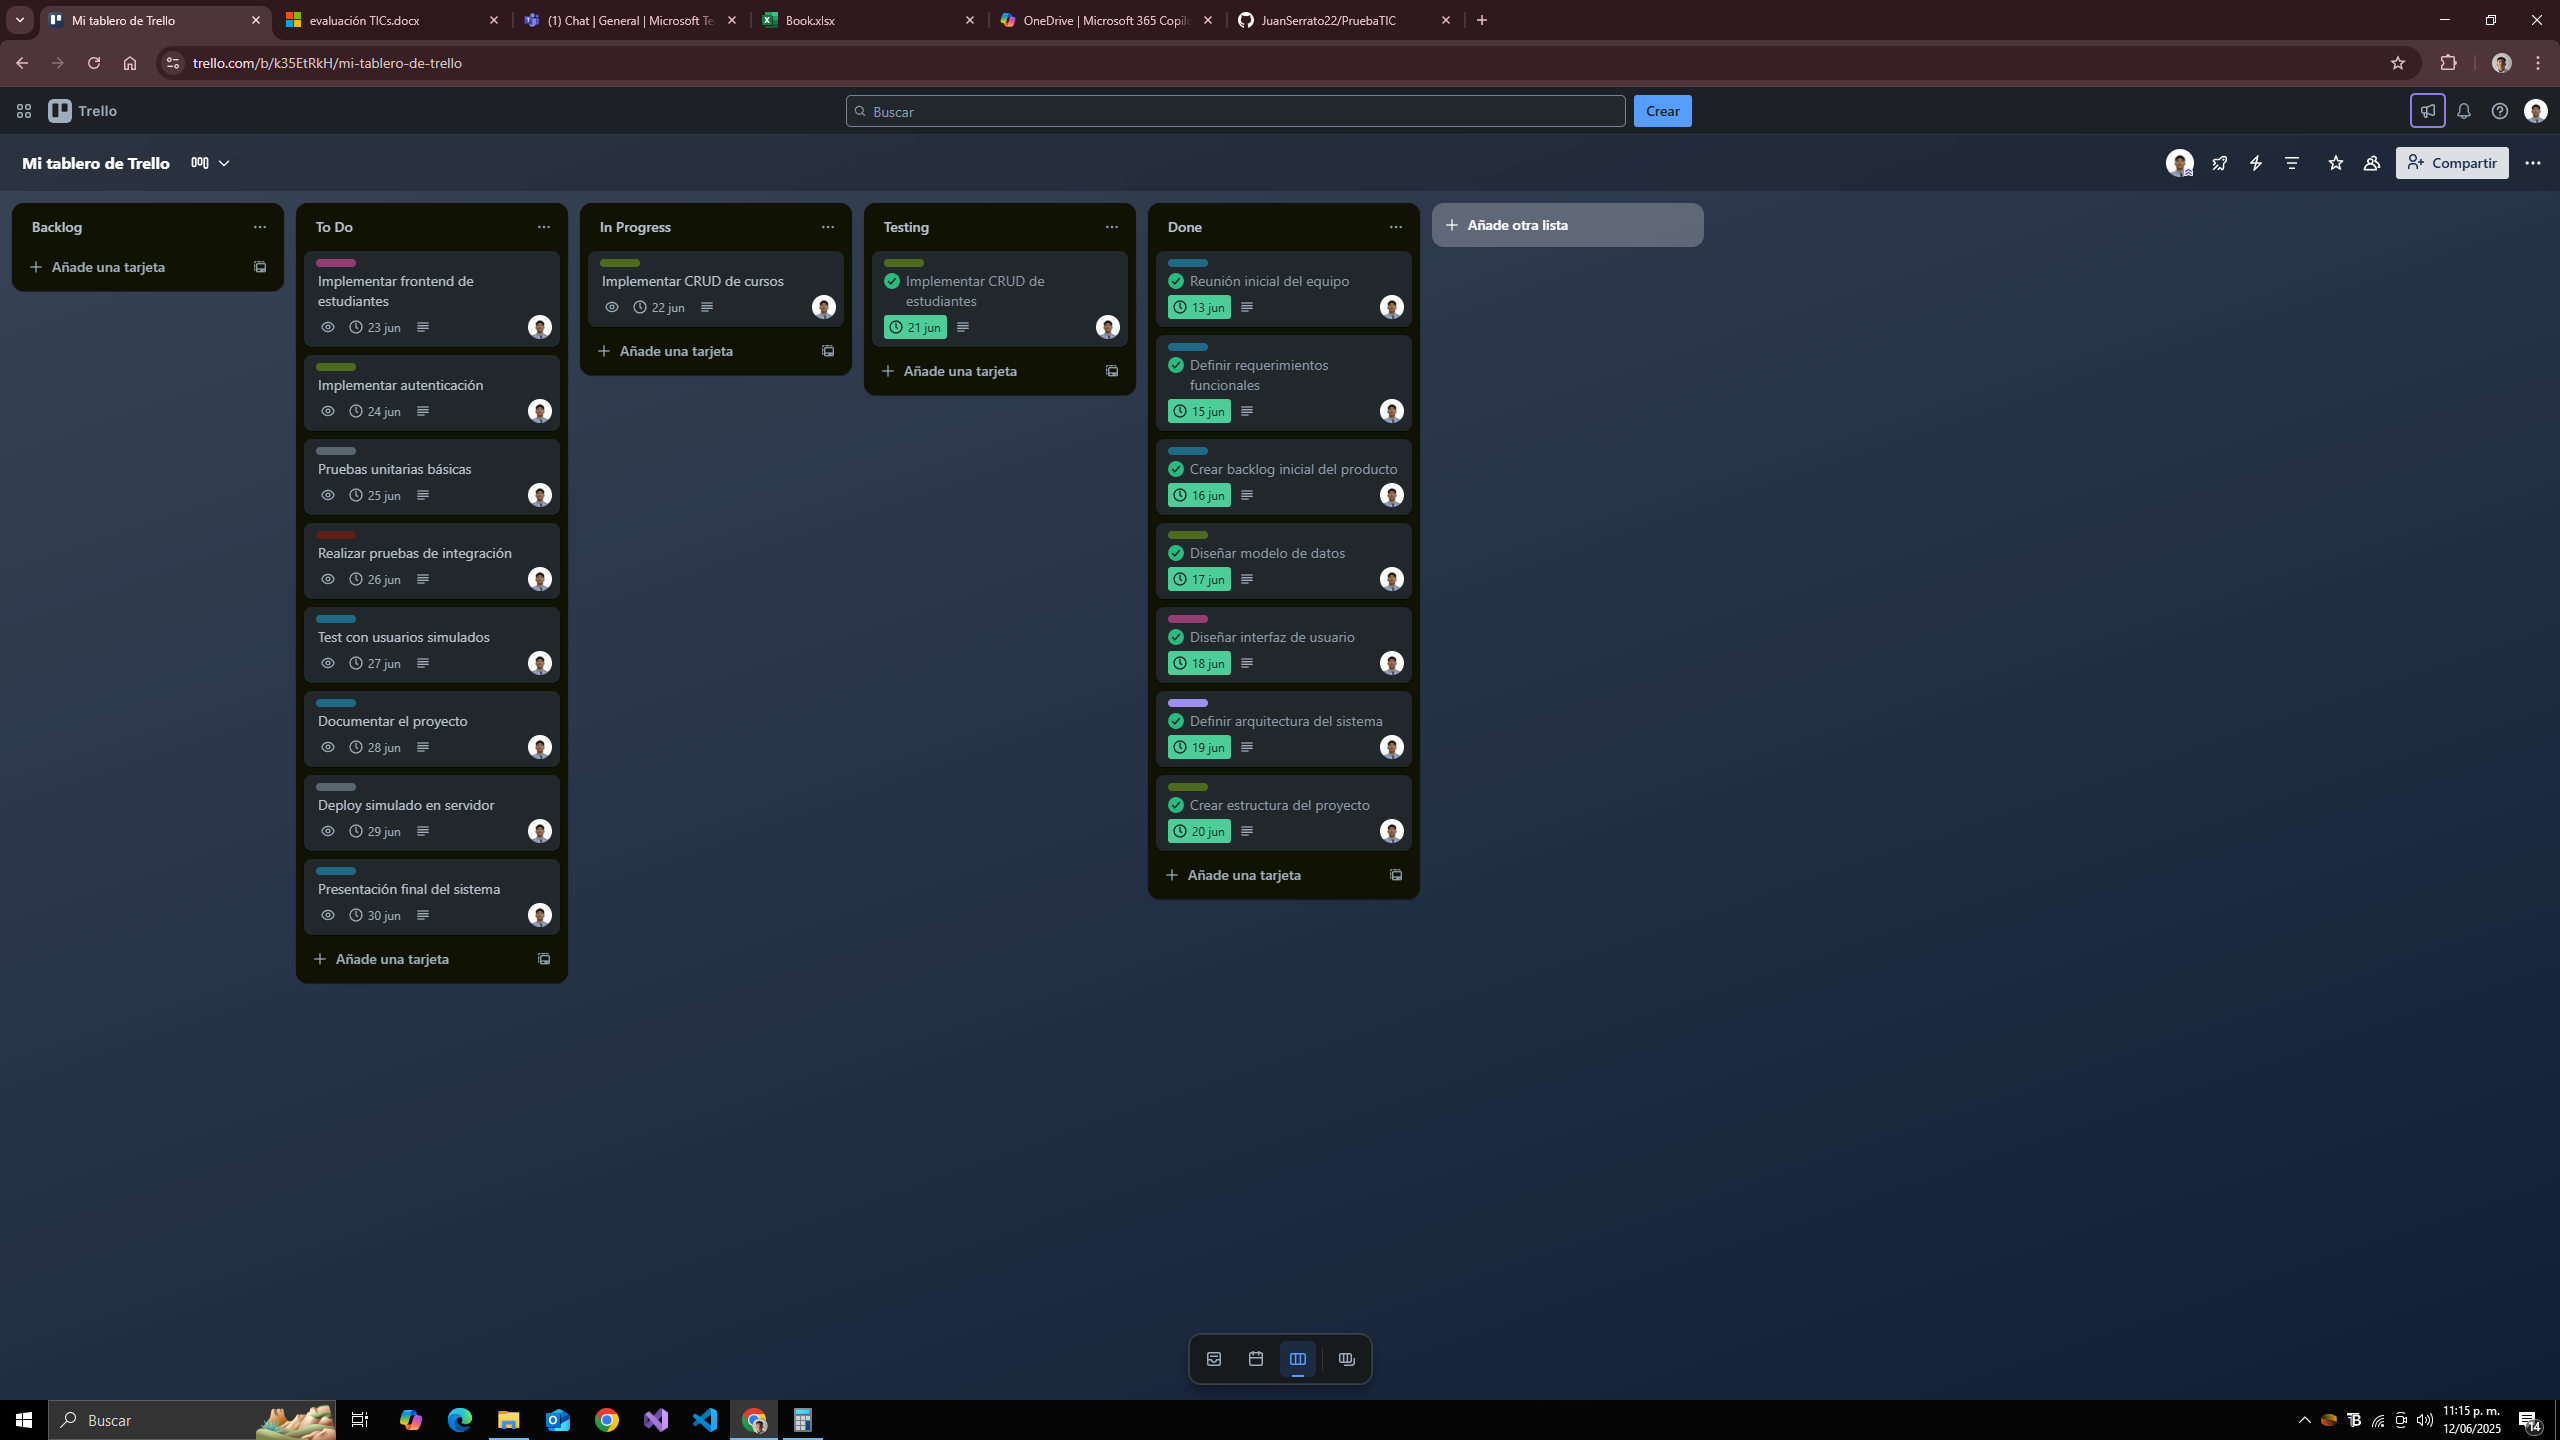 Mi tablero de Trello
evaluación TICs.docx
(1) Chat | General | Microsoft Te
Book.xlsx
OneDrive | Microsoft 365 Copil
JuanSerrato22/PruebaTIC
trello.com/b/k35EtRkH/mi-tablero-de-trello
Trello
Buscar
Crear
Mi tablero de Trello
Compartir
Backlog
Añade una tarjeta
To Do
Implementar frontend de
estudiantes
23 jun
Implementar autenticación
24 jun
Pruebas unitarias básicas
25 jun
Realizar pruebas de integración
26 jun
Test con usuarios simulados
27 jun
Documentar el proyecto
28 jun
Deploy simulado en servidor
29 jun
Presentación final del sistema
30 jun
Añade una tarjeta
In Progress
Implementar CRUD de cursos
22 jun
Añade una tarjeta
Testing
Implementar CRUD de
estudiantes
21 jun
Añade una tarjeta
Done
Reunión inicial del equipo
13 jun
Definir requerimientos
funcionales
15 jun
Crear backlog inicial del producto
16 jun
Diseñar modelo de datos
17 jun
Diseñar interfaz de usuario
18 jun
Definir arquitectura del sistema
19 jun
Crear estructura del proyecto
20 jun
Añade una tarjeta
Añade otra lista
Buscar
11:15 p. m.
12/06/2025
14